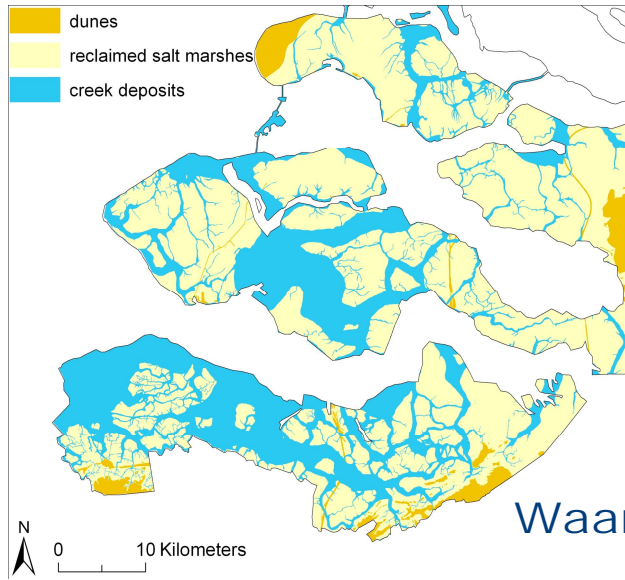 dunes
reclaimed salt marshes
creek deposits
N
0 10 Kilometers
Waar